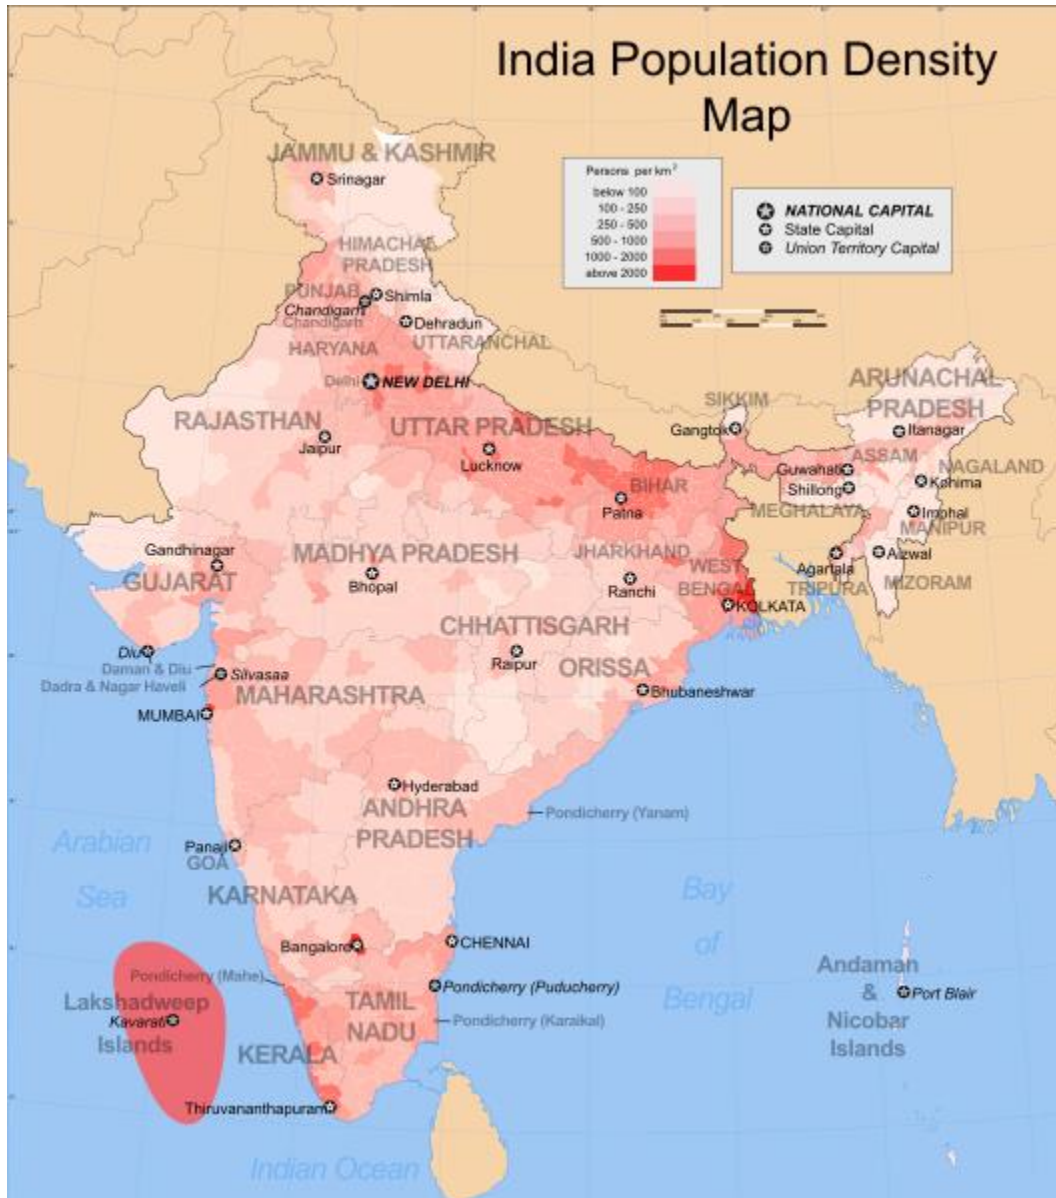 India Population Density
Map
Persons per km²
below 100
100 - 250
250 - 500
500 - 1000
1000 - 2000
above 2000
NATIONAL CAPITAL
State Capital
Union Territory Capital
JAMMU & KASHMIR
Srinagar
HIMACHAL
PRADESH
PUNJAB
Shimla
Chandigarh
Chandigarh
Dehradun
UTTARANCHAL
HARYANA
Delhi
NEW DELHI
RAJASTHAN
Jaipur
UTTAR PRADESH
Lucknow
SIKKIM
Gangtok
ARUNACHAL
PRADESH
Itanagar
ASSAM
Guwahati
NAGALAND
Kohima
Shillong
MEGHALAYA
Imphal
MANIPUR
BIHAR
Patna
Gandhinagar
GUJARAT
MADHYA PRADESH
Bhopal
JHARKHAND
Ranchi
WEST
BENGAL
KOLKATA
Agartala
TRIPURA
Aizwal
MIZORAM
CHHATTISGARH
Raipur
ORISSA
Bhubaneshwar
Diu
Daman & Diu
Dadra & Nagar Haveli
Silvasaa
MAHARASHTRA
MUMBAI
Hyderabad
ANDHRA
PRADESH
Pondicherry (Yanam)
Arabian
Sea
Panaji
GOA
KARNATAKA
Bay
of
Bengal
Bangalore
CHENNAI
Pondicherry (Mahe)
Pondicherry (Puducherry)
Lakshadweep
Kavarati
Islands
TAMIL
NADU
Pondicherry (Karaikal)
KERALA
Thiruvananthapuram
Andaman
&
Port Blair
Nicobar
Islands
Indian Ocean